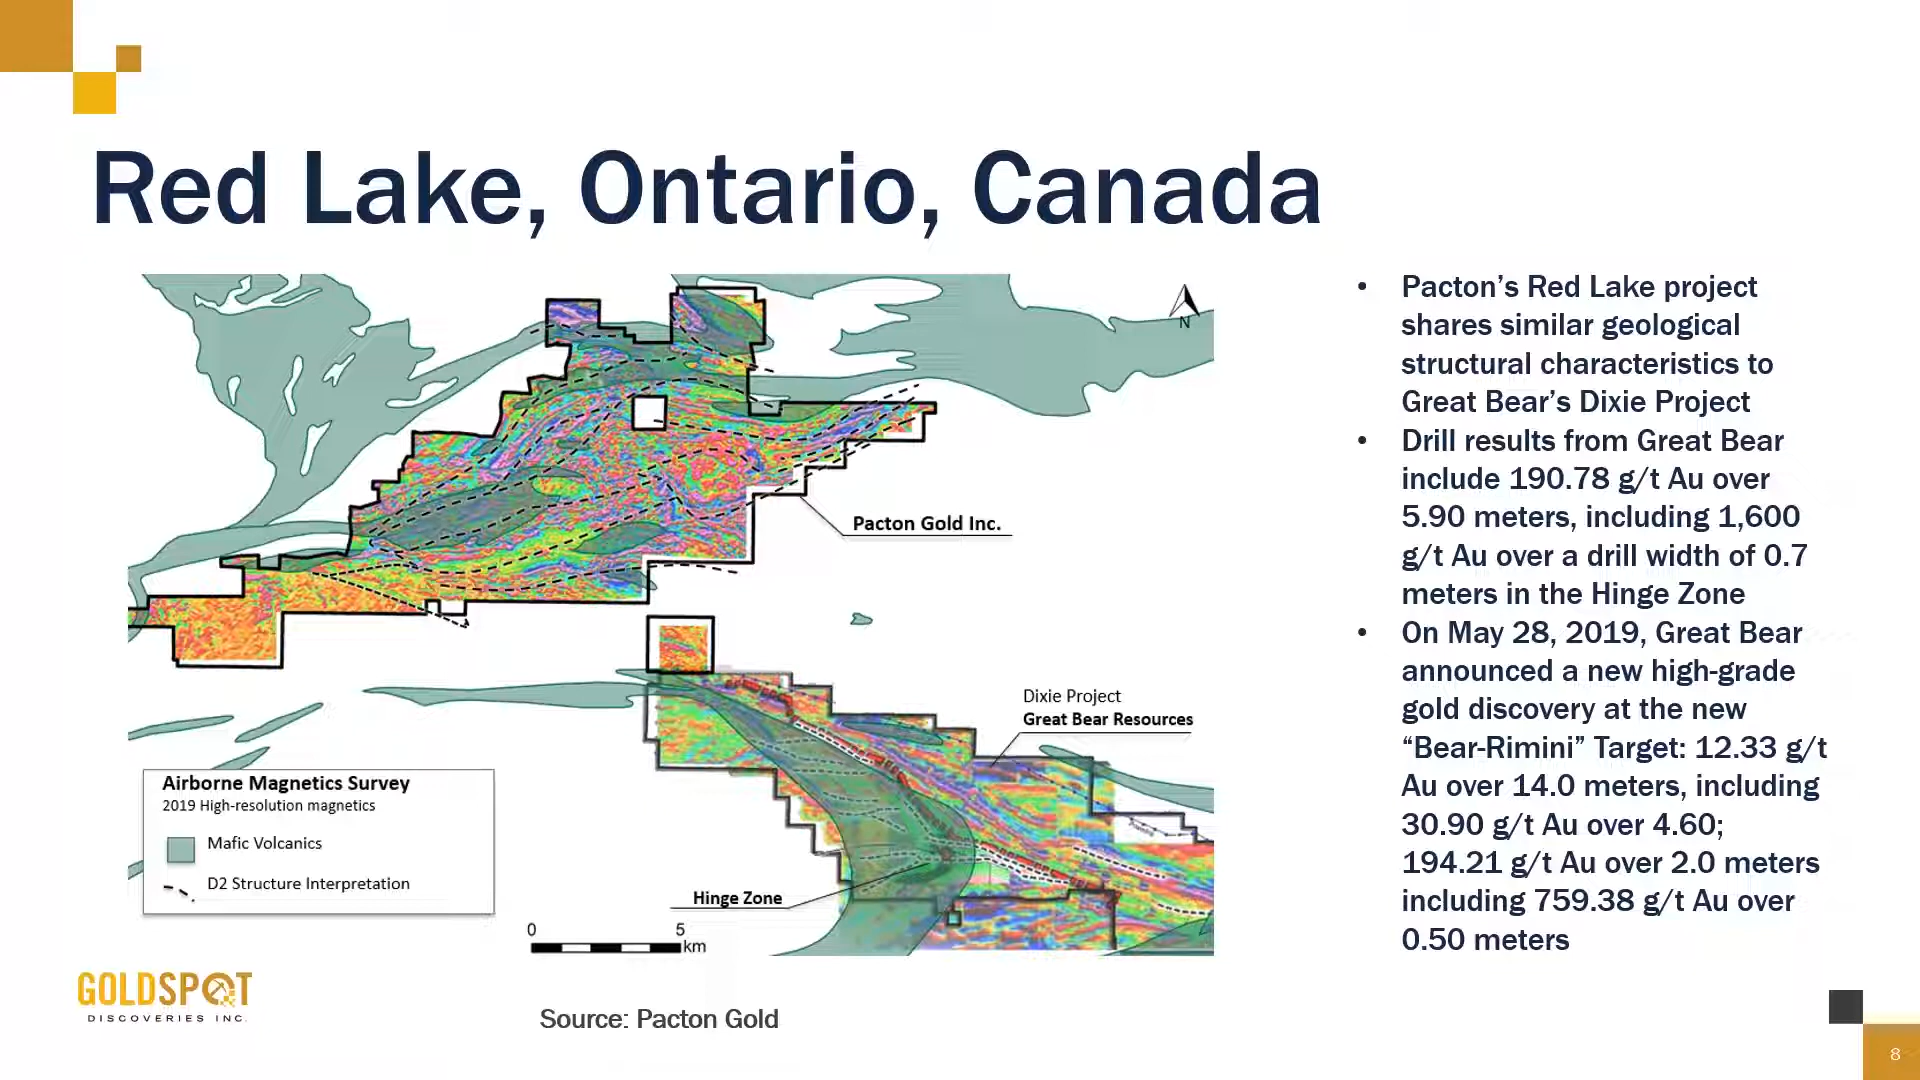 Red Lake, Ontario, Canada
N
Pacton Gold Inc.
Dixie Project
Great Bear Resources
Hinge Zone
Airborne Magnetics Survey
2019 High-resolution magnetics
Mafic Volcanics
D2 Structure Interpretation
0 5
km
• Pacton’s Red Lake project
shares similar geological
structural characteristics to
Great Bear’s Dixie Project
• Drill results from Great Bear
include 190.78 g/t Au over
5.90 meters, including 1,600
g/t Au over a drill width of 0.7
meters in the Hinge Zone
• On May 28, 2019, Great Bear
announced a new high-grade
gold discovery at the new
“Bear-Rimini” Target: 12.33 g/t
Au over 14.0 meters, including
30.90 g/t Au over 4.60;
194.21 g/t Au over 2.0 meters
including 759.38 g/t Au over
0.50 meters
GOLDSPOT
DISCOVERIES INC.
Source: Pacton Gold
8